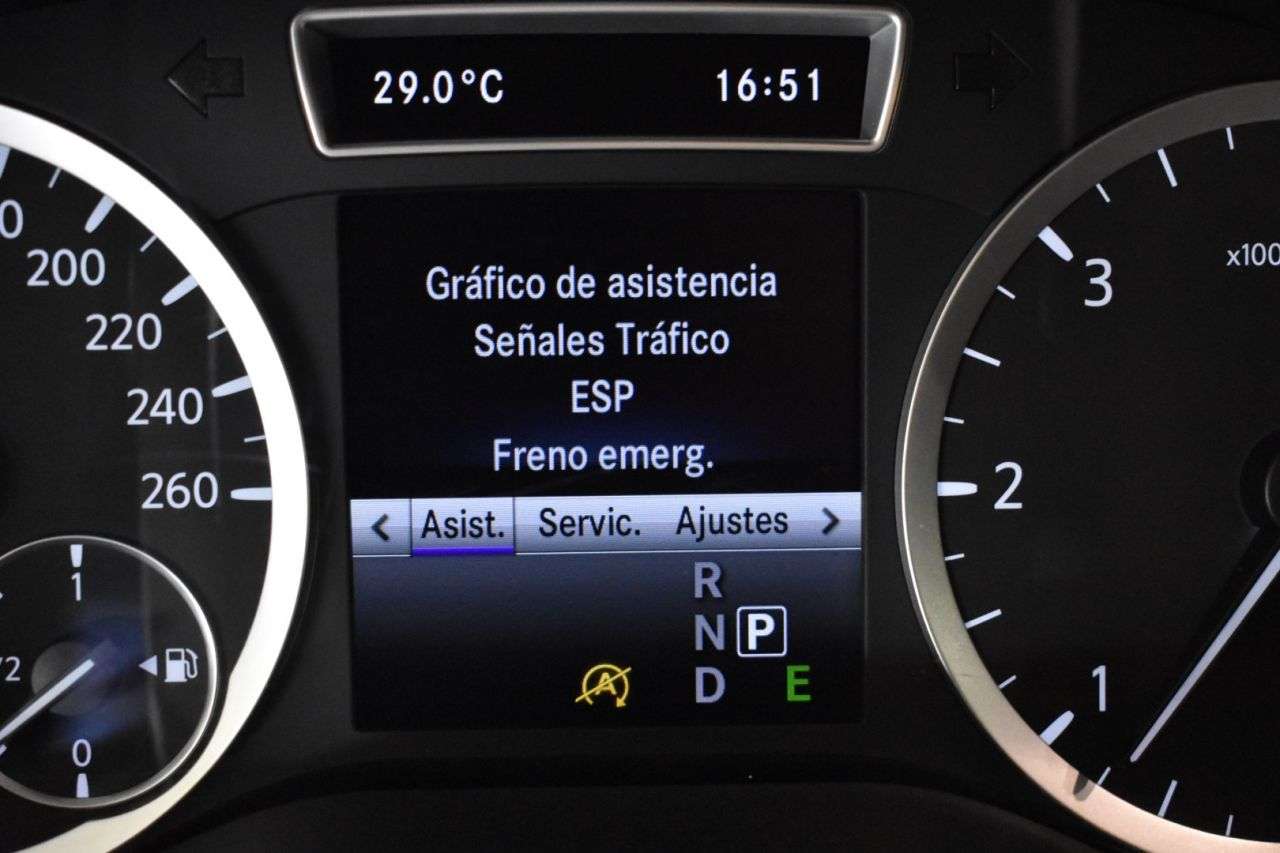 29.0°C 16:51
Gráfico de asistencia
Señales Tráfico
ESP
Freno emerg.
< Asist. Servic. Ajustes >
R
N P
A D E
200
220
240
260
1
0
3
2
1